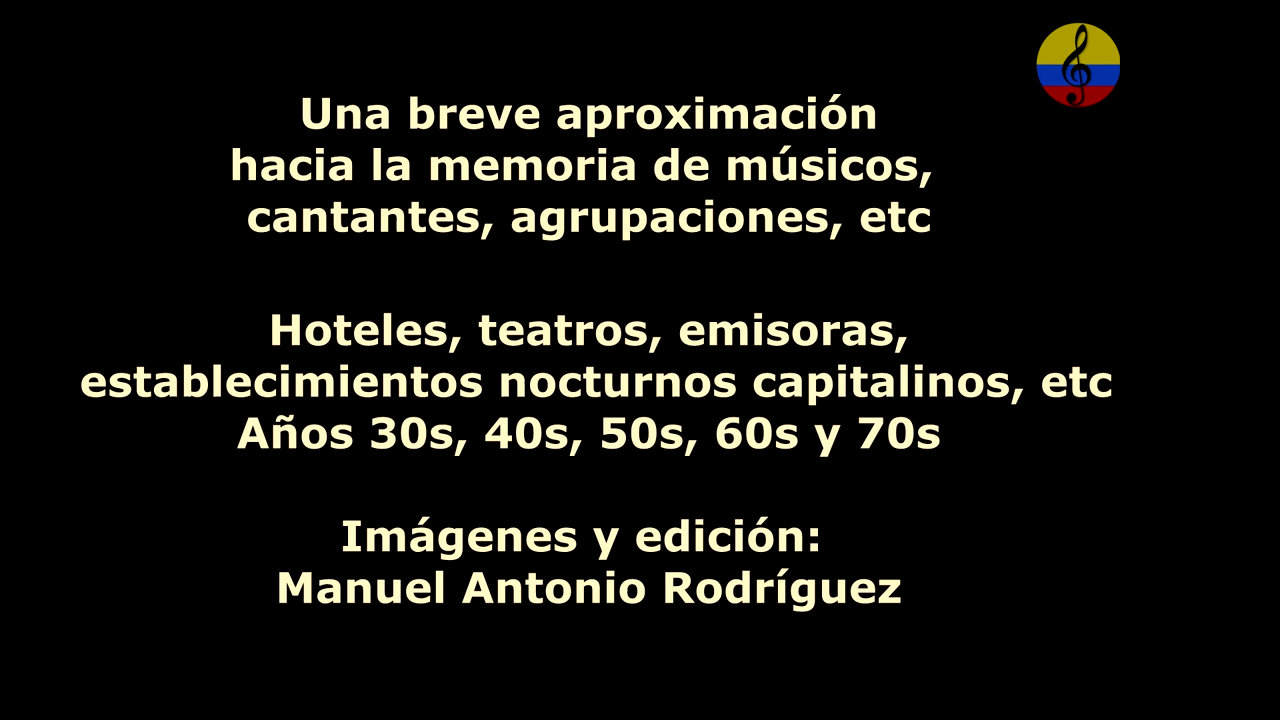 Una breve aproximación
hacia la memoria de músicos,
cantantes, agrupaciones, etc
Hoteles, teatros, emisoras,
establecimientos nocturnos capitalinos, etc
Años 30s, 40s, 50s, 60s y 70s
Imágenes y edición:
Manuel Antonio Rodríguez